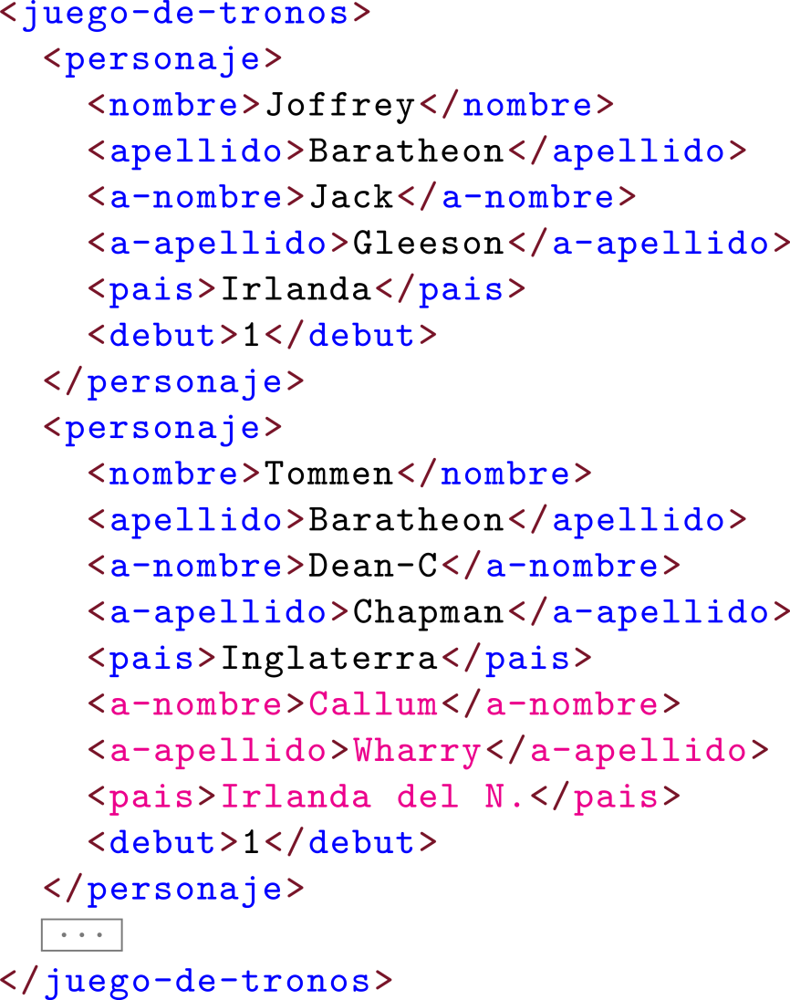 <juego-de-tronos>
<personaje>
<nombre>Joffrey</nombre>
<apellido>Baratheon</apellido>
<a-nombre>Jack</a-nombre>
<a-apellido>Gleeson</a-apellido>
<pais>Irlanda</pais>
<debut>1</debut>
</personaje>
<personaje>
<nombre>Tommen</nombre>
<apellido>Baratheon</apellido>
<a-nombre>Dean-C</a-nombre>
<a-apellido>Chapman</a-apellido>
<pais>Inglaterra</pais>
<a-nombre>Callum</a-nombre>
<a-apellido>Wharry</a-apellido>
<pais>Irlanda del N.</pais>
<debut>1</debut>
</personaje>
...
</juego-de-tronos>